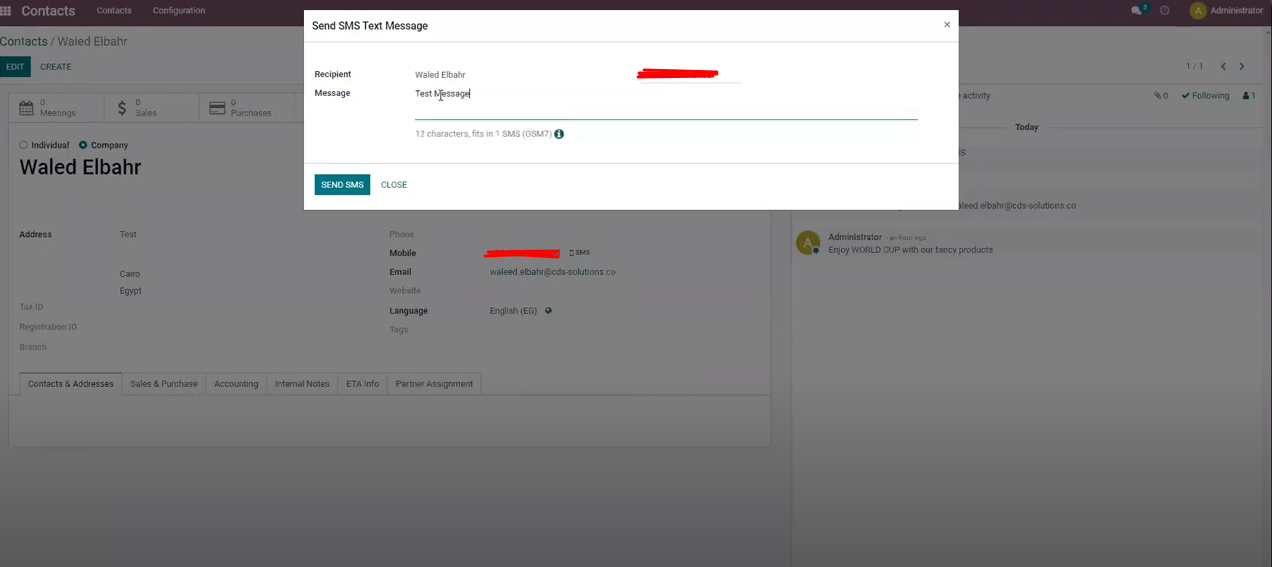 Contacts Contacts Configuration 2 A Administrator
Send SMS Text Message ×
Contacts / Waled Elbahr
EDIT CREATE 1 / 1
Recipient Waled Elbahr
Message Test Message
12 characters, fits in 1 SMS (GSM7)
SEND SMS CLOSE
0 Meetings
$ 0 Sales
0 Purchases
activity 0 Following 1
Today
Individual Company
Waled Elbahr
elbahr@cds-solutions.co
Address Test
Cairo
Egypt
Tax ID
Registration ID
Branch
Phone
Mobile SMS
Email waleed.elbahr@cds-solutions.co
Website
Language English (EG)
Tags
A Administrator - an hour ago
Enjoy WORLD CUP with our fancy products
Contacts & Addresses Sales & Purchase Accounting Internal Notes ETA Info Partner Assignment